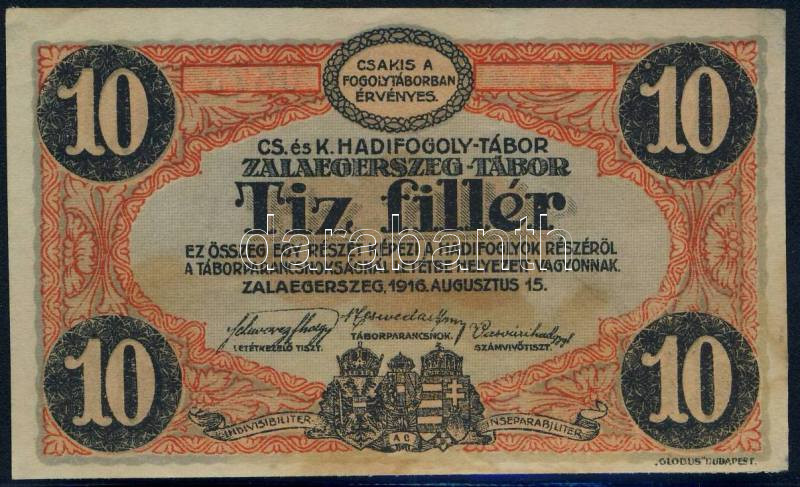 CSAKIS A
FOGOLYTÁBORBAN
ÉRVÉNYES.
10 10
CS. és K. HADIFOGOLY-TÁBOR
ZALAEGERSZEG-TÁBOR
Tiz fillér
darabanth
EZ ÖSSZEG EGY RÉSZÉT KÉPEZI A HADIFOGLYOK RÉSZÉRŐL
A TÁBORPARANCSNOKSÁGNÁL LETÉTBE HELYEZETT VAGYONNAK.
ZALAEGERSZEG, 1916. AUGUSZTUS 15.
LETÉTKEZELŐ TISZT. TÁBORPARANCSNOK. SZÁMVIVŐTISZT.
10 10
INDIVISIBILITER INSEPARABILITER
"GLOBUS" BUDAPEST.